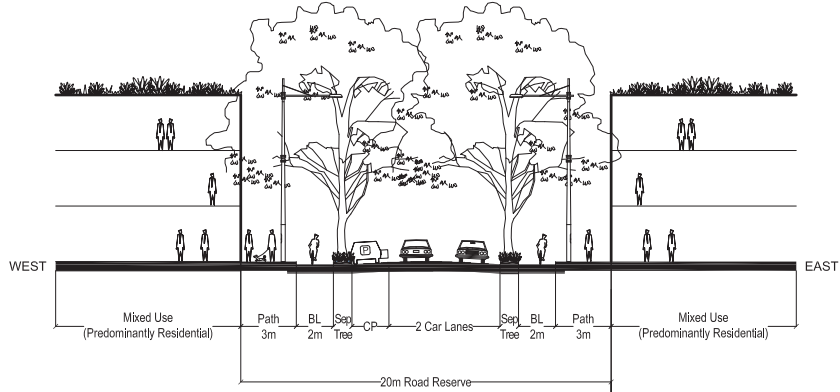 P
WEST
EAST
Mixed Use
(Predominantly Residential)
Path
3m
BL
2m
Sep
Tree
CP
2 Car Lanes
Sep
Tree
BL
2m
Path
3m
Mixed Use
(Predominantly Residential)
20m Road Reserve